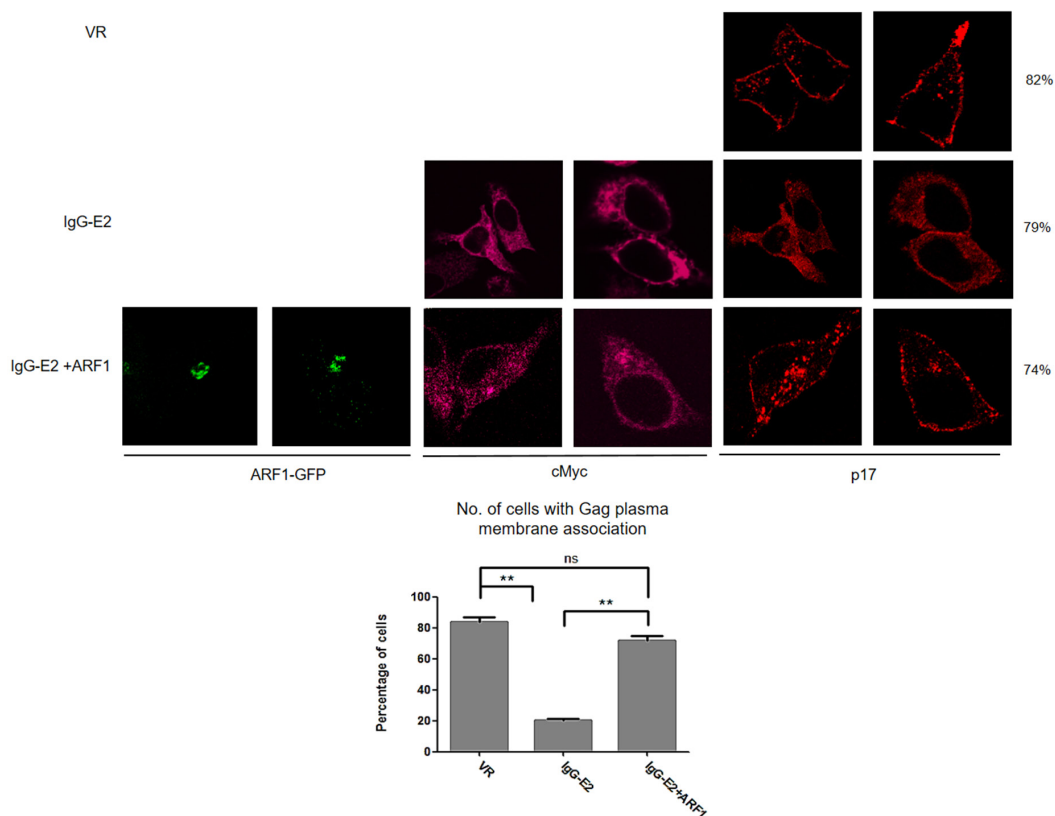 VR
82%
IgG-E2
79%
IgG-E2 +ARF1
74%
ARF1-GFP
cMyc
p17
No. of cells with Gag plasma
membrane association
ns
**
**
Percentage of cells
100
80
60
40
20
0
VR
IgG-E2
IgG-E2+ARF1